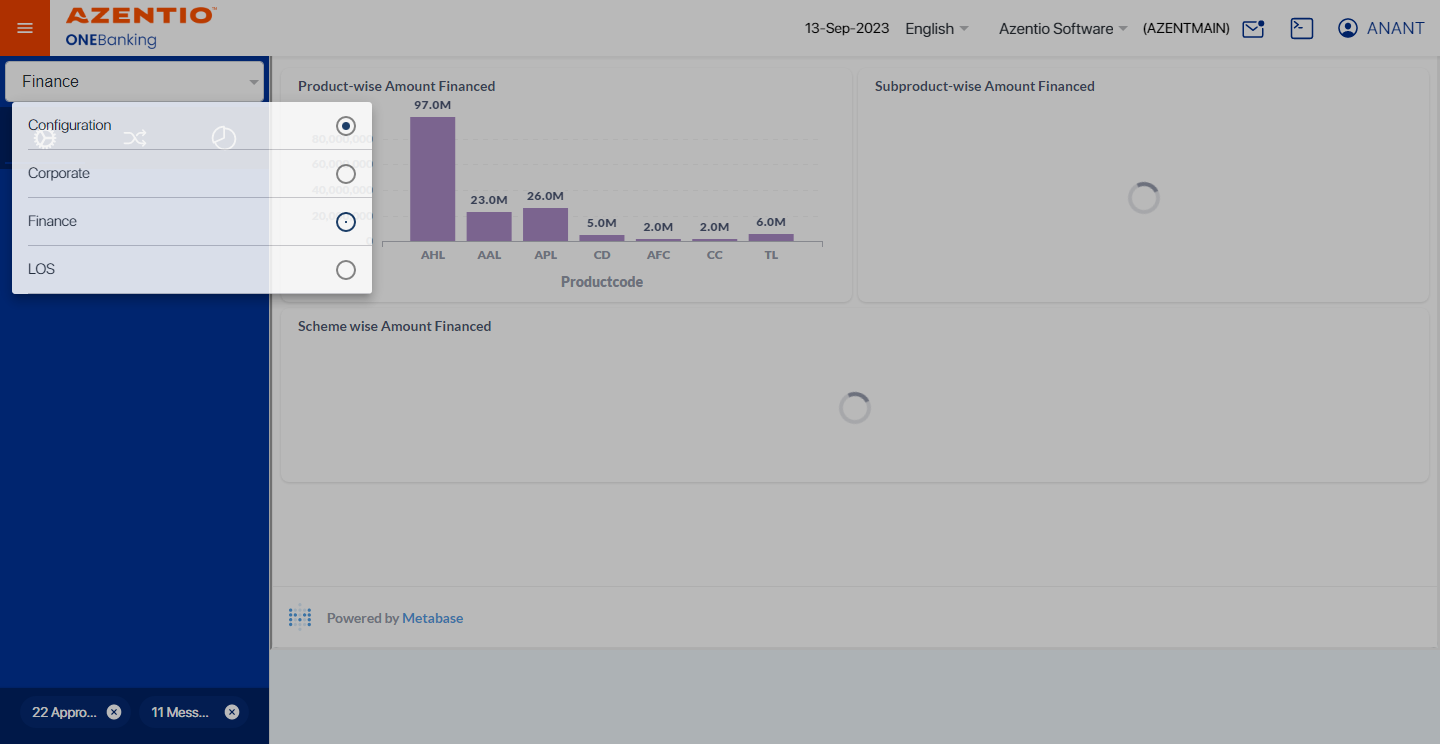 AZENTIO™
ONEBanking
13-Sep-2023 English Azentio Software (AZENTMAIN) ANANT
Finance
Configuration
Corporate
Finance
LOS
Product-wise Amount Financed
97.0M
80,000,000
60,000,000
40,000,000
20,000,000
0
23.0M
26.0M
5.0M
2.0M
2.0M
6.0M
AHL AAL APL CD AFC CC TL
Productcode
Subproduct-wise Amount Financed
Scheme wise Amount Financed
Powered by Metabase
22 Appro... 11 Mess...